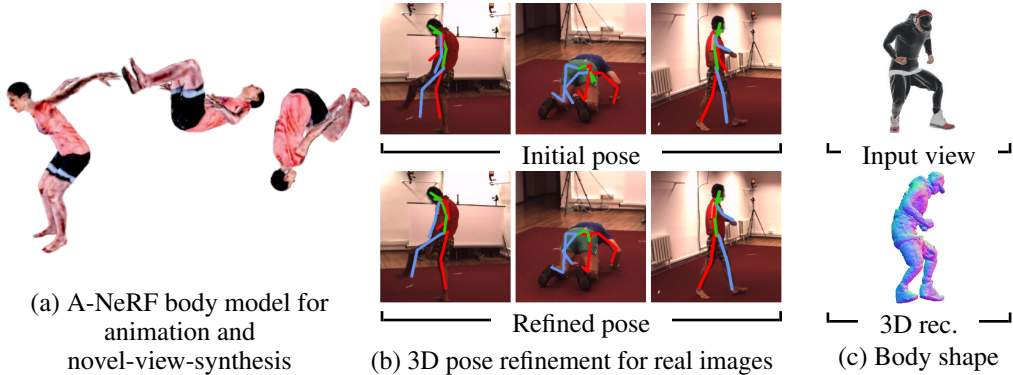 Initial pose
Input view
Refined pose
3D rec.
(a) A-NeRF body model for
animation and
novel-view-synthesis
(b) 3D pose refinement for real images
(c) Body shape